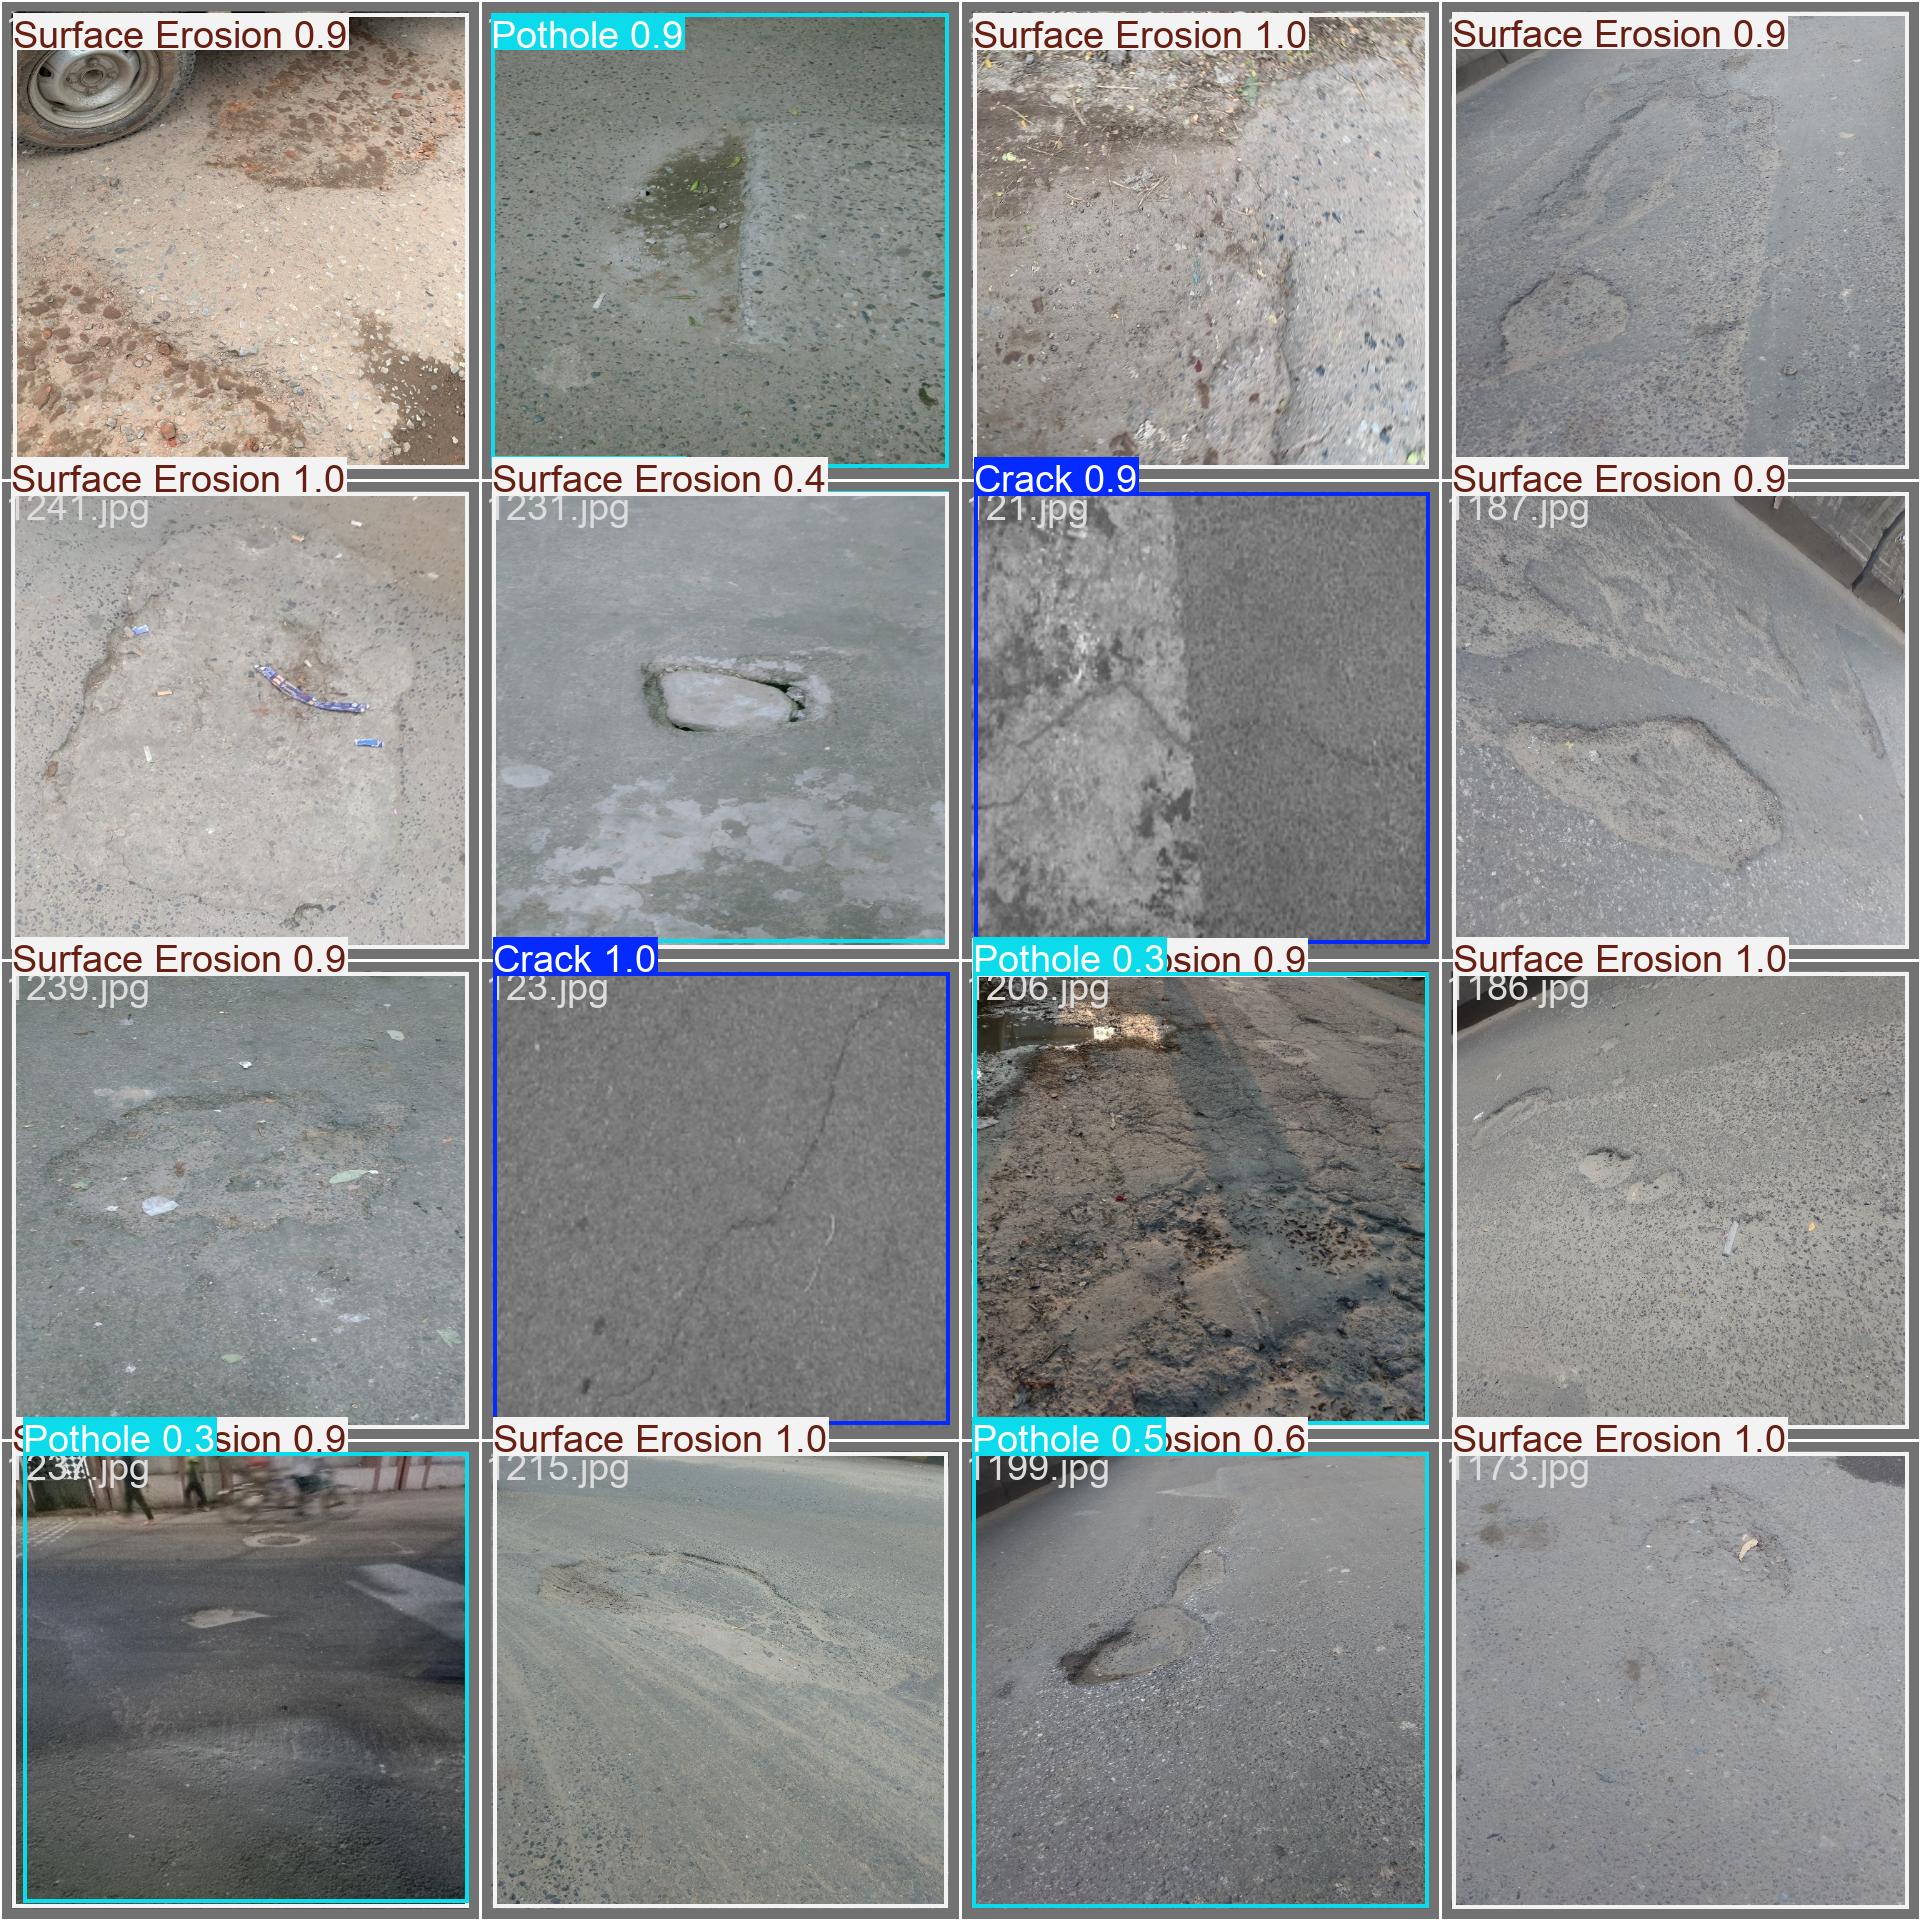 Surface Erosion 0.9
Pothole 0.9
Surface Erosion 1.0
Surface Erosion 0.9
Surface Erosion 1.0
1241.jpg
Surface Erosion 0.4
1231.jpg
Crack 0.9
121.jpg
Surface Erosion 0.9
1187.jpg
Surface Erosion 0.9
1239.jpg
Crack 1.0
123.jpg
Pothole 0.3
0.9
1206.jpg
Surface Erosion 1.0
1186.jpg
Pothole 0.3
0.9
1237.jpg
Surface Erosion 1.0
1215.jpg
Pothole 0.5
0.6
1199.jpg
Surface Erosion 1.0
1173.jpg